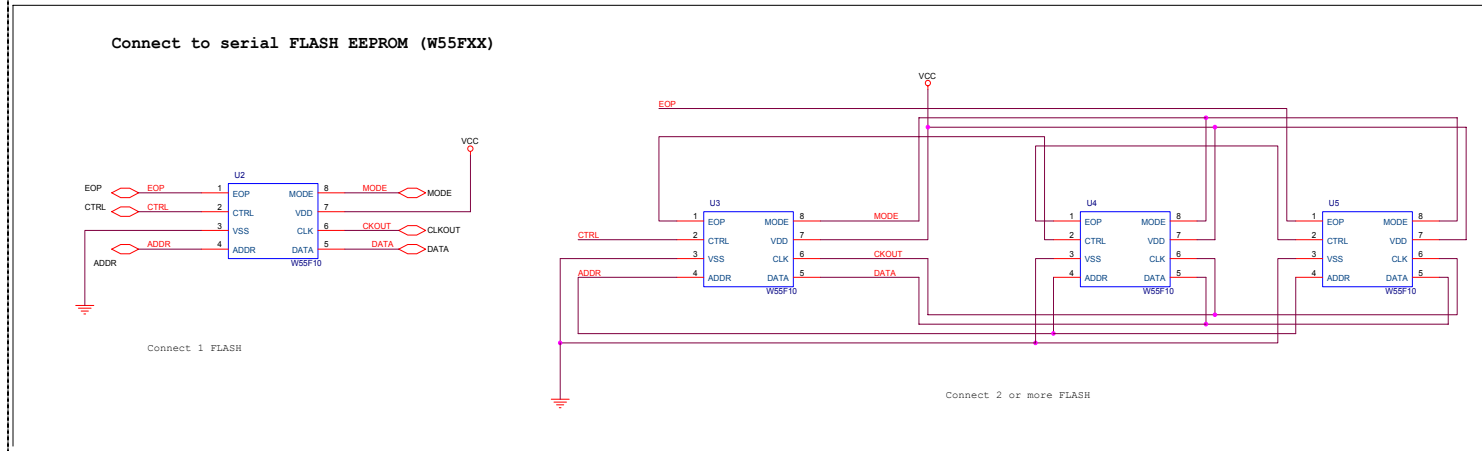 Connect to serial FLASH EEPROM (W55FXX)
VCC
U2
EOP EOP 1 EOP MODE 8 MODE MODE
CTRL CTRL 2 CTRL VDD 7
3 VSS CLK 6 CKOUT CLKOUT
ADDR 4 ADDR DATA 5 DATA DATA
ADDR
W55F10
Connect 1 FLASH
VCC
EOP
U3
1 EOP MODE 8 MODE
CTRL 2 CTRL VDD 7
3 VSS CLK 6 CKOUT
ADDR 4 ADDR DATA 5 DATA
W55F10
U4
1 EOP MODE 8
2 CTRL VDD 7
3 VSS CLK 6
4 ADDR DATA 5
W55F10
U5
1 EOP MODE 8
2 CTRL VDD 7
3 VSS CLK 6
4 ADDR DATA 5
W55F10
Connect 2 or more FLASH